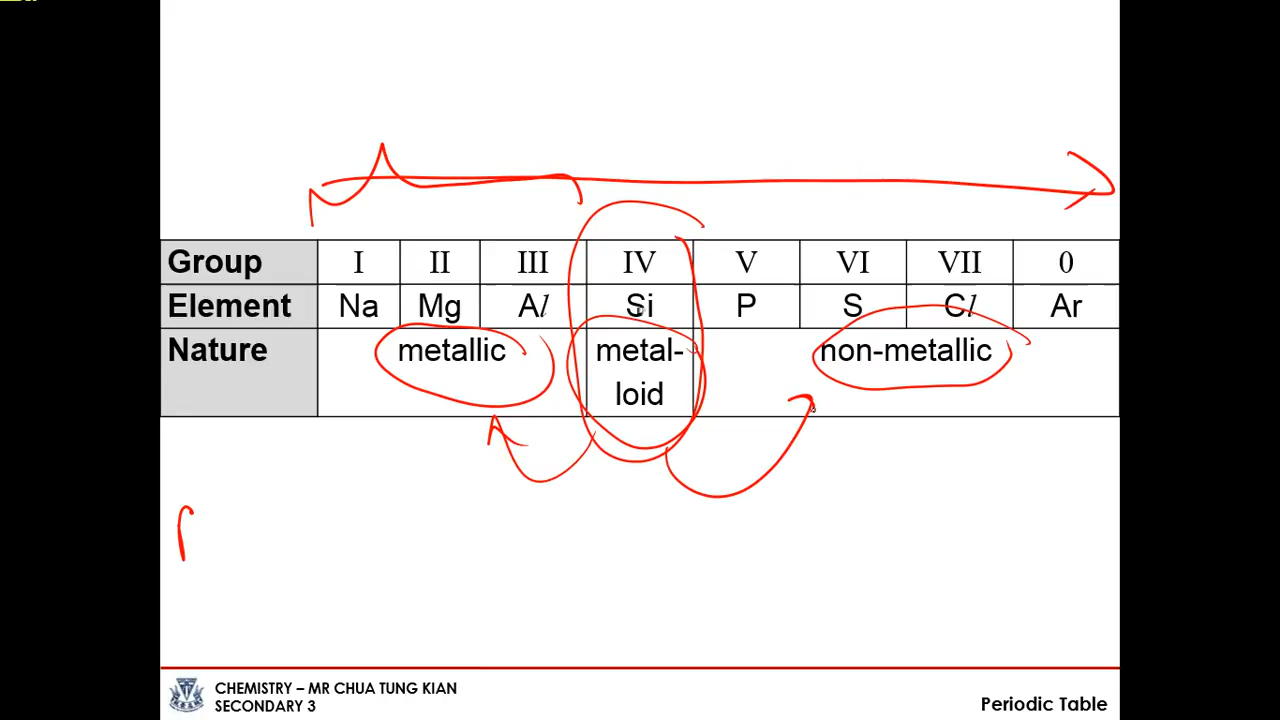 Group I II III IV V VI VII 0
Element Na Mg Al Si P S Cl Ar
Nature metallic metal- non-metallic
loid
CHEMISTRY – MR CHUA TUNG KIAN
SECONDARY 3
Periodic Table